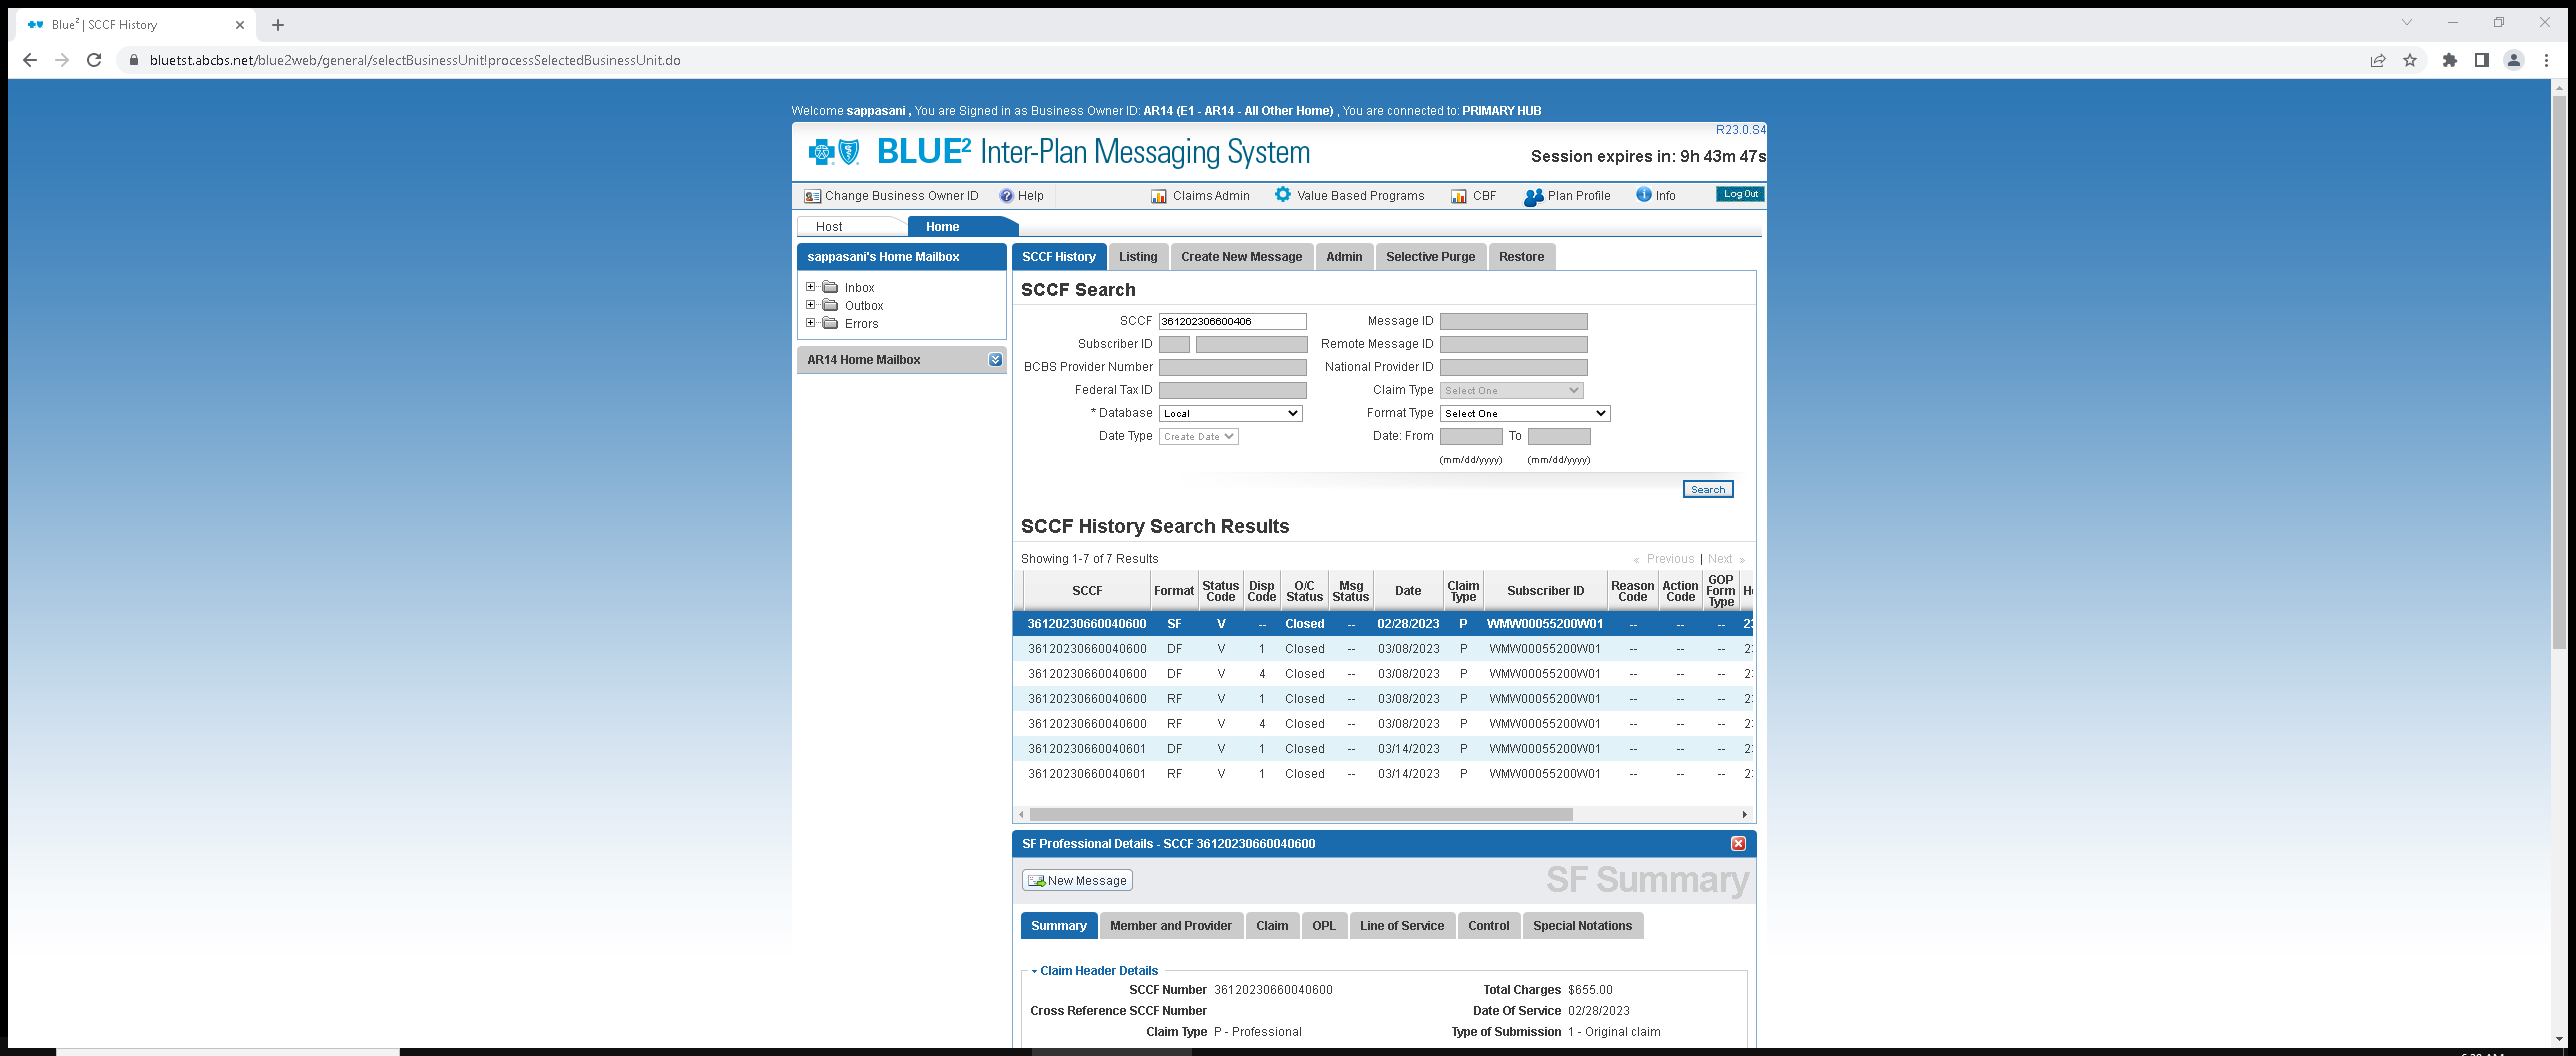 Blue² | SCCF History
bluetst.abcbs.net/blue2web/general/selectBusinessUnit!processSelectedBusinessUnit.do
Welcome sappasani , You are Signed in as Business Owner ID: AR14 (E1 - AR14 - All Other Home) , You are connected to: PRIMARY HUB
R23.0.S4
BLUE² Inter-Plan Messaging System
Session expires in: 9h 43m 47s
Change Business Owner ID Help Claims Admin Value Based Programs CBF Plan Profile Info Log Out
Host Home
sappasani's Home Mailbox
Inbox
Outbox
Errors
AR14 Home Mailbox
SCCF History Listing Create New Message Admin Selective Purge Restore
SCCF Search
SCCF 361202306600406 Message ID
Subscriber ID Remote Message ID
BCBS Provider Number National Provider ID
Federal Tax ID Claim Type Select One
* Database Local Format Type Select One
Date Type Create Date Date: From To
(mm/dd/yyyy) (mm/dd/yyyy)
Search
SCCF History Search Results
Showing 1-7 of 7 Results « Previous | Next »
SCCF Format Status Code Disp Code O/C Status Msg Status Date Claim Type Subscriber ID Reason Code Action Code GOP Form Type
36120230660040600 SF V -- Closed -- 02/28/2023 P WMW00055200W01 -- -- --
36120230660040600 DF V 1 Closed -- 03/08/2023 P WMW00055200W01 -- -- --
36120230660040600 DF V 4 Closed -- 03/08/2023 P WMW00055200W01 -- -- --
36120230660040600 RF V 1 Closed -- 03/08/2023 P WMW00055200W01 -- -- --
36120230660040600 RF V 4 Closed -- 03/08/2023 P WMW00055200W01 -- -- --
36120230660040601 DF V 1 Closed -- 03/14/2023 P WMW00055200W01 -- -- --
36120230660040601 RF V 1 Closed -- 03/14/2023 P WMW00055200W01 -- -- --
SF Professional Details - SCCF 36120230660040600
New Message SF Summary
Summary Member and Provider Claim OPL Line of Service Control Special Notations
Claim Header Details
SCCF Number 36120230660040600 Total Charges $655.00
Cross Reference SCCF Number Date Of Service 02/28/2023
Claim Type P - Professional Type of Submission 1 - Original claim